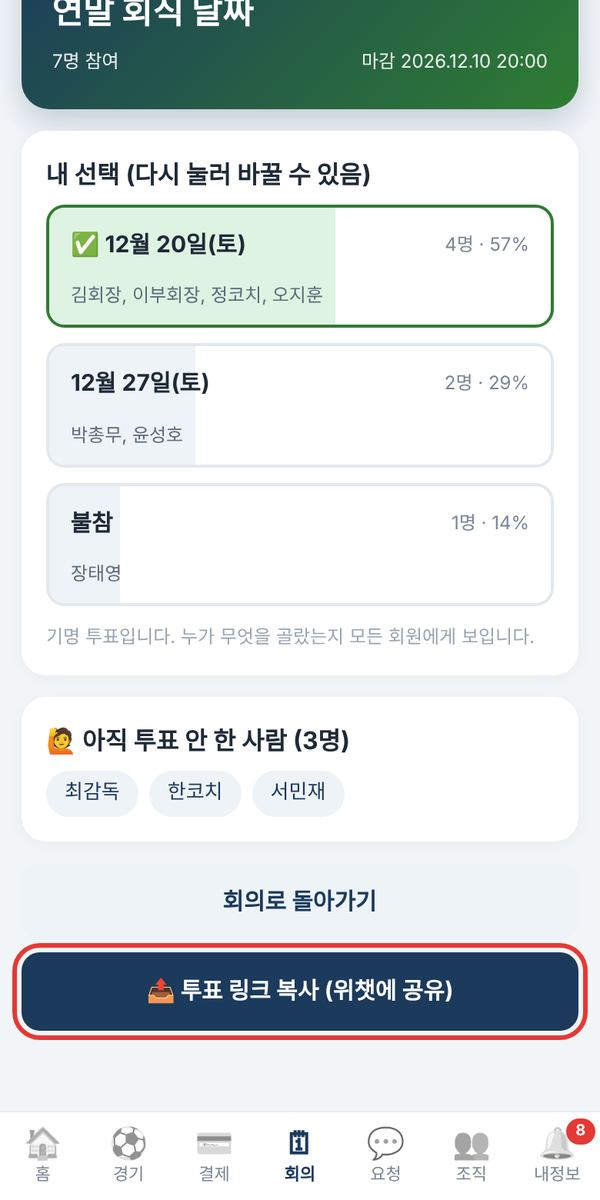 연말 회식 날짜
7명 참여
마감 2026.12.10 20:00
내 선택 (다시 눌러 바꿀 수 있음)
✅ 12월 20일(토)
4명 · 57%
김회장, 이부회장, 정코치, 오지훈
12월 27일(토)
2명 · 29%
박총무, 윤성호
불참
1명 · 14%
장태영
기명 투표입니다. 누가 무엇을 골랐는지 모든 회원에게 보입니다.
🙋 아직 투표 안 한 사람 (3명)
최감독
한코치
서민재
회의로 돌아가기
📤 투표 링크 복사 (위챗에 공유)
8
홈
경기
결제
회의
요청
조직
내정보